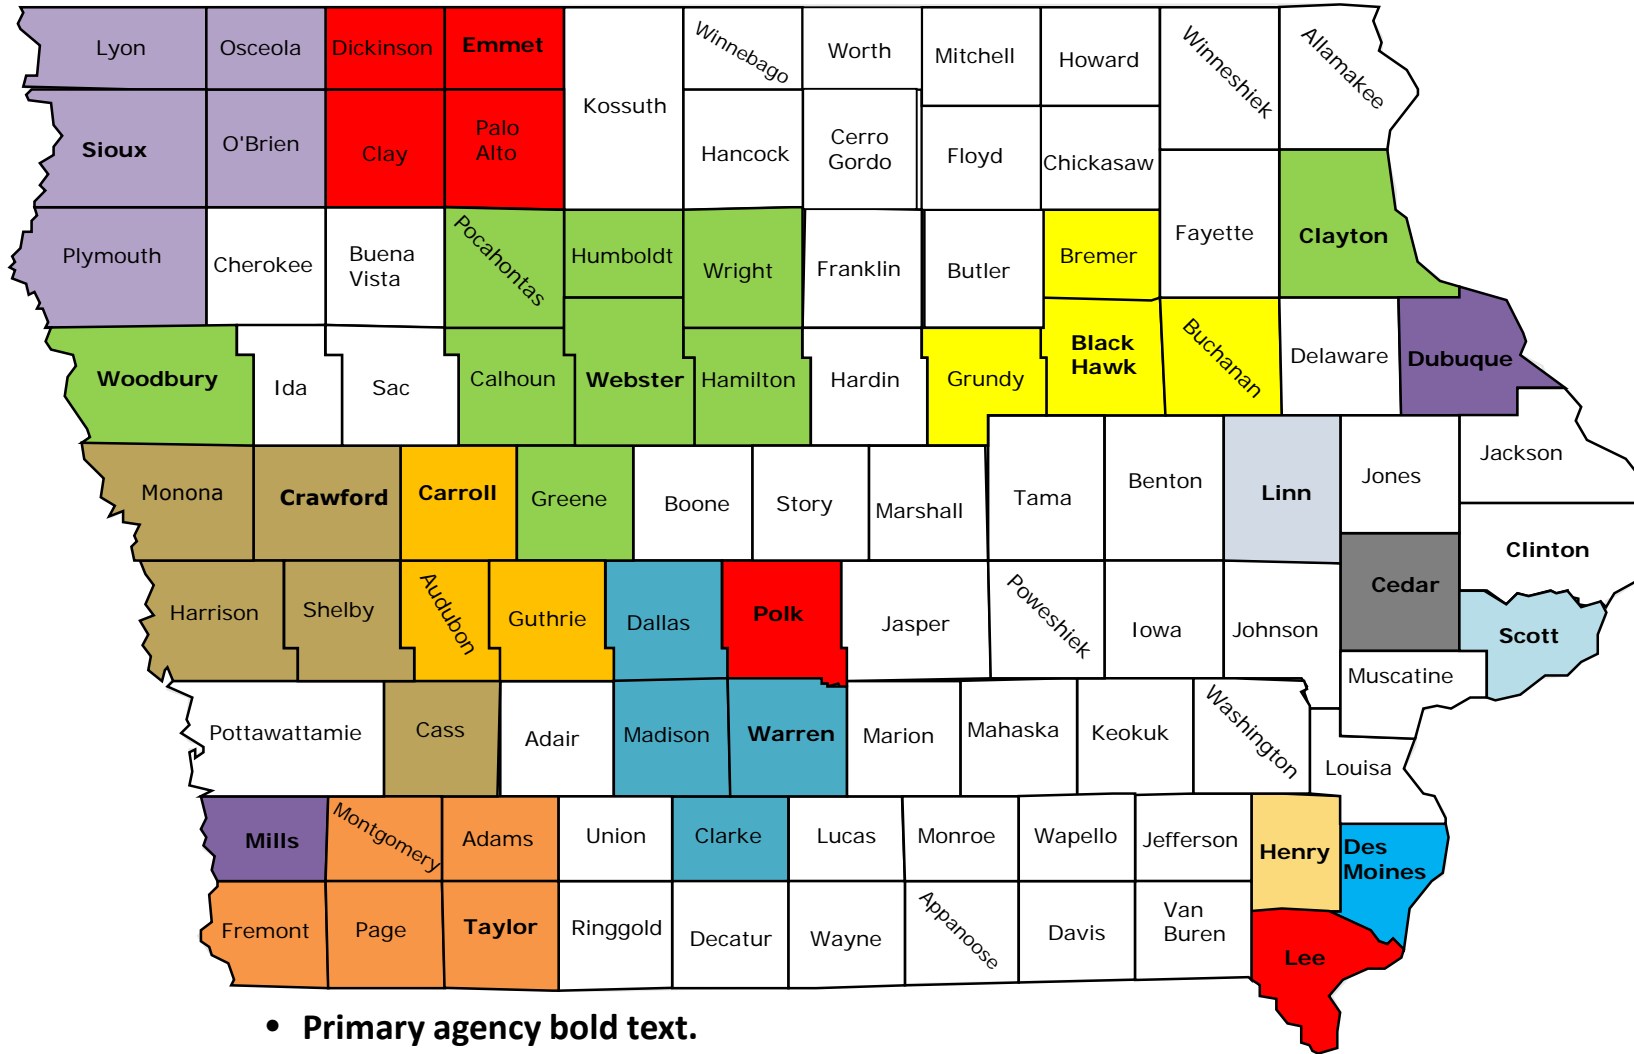 Lyon
Osceola
Dickinson
Emmet
Kossuth
Winnebago
Worth
Mitchell
Howard
Winneshiek
Allamakee
Sioux
O'Brien
Clay
Palo
Alto
Hancock
Cerro
Gordo
Floyd
Chickasaw
Plymouth
Cherokee
Buena
Vista
Pocahontas
Humboldt
Wright
Franklin
Butler
Bremer
Fayette
Clayton
Woodbury
Ida
Sac
Calhoun
Webster
Hamilton
Hardin
Grundy
Black
Hawk
Buchanan
Delaware
Dubuque
Monona
Crawford
Carroll
Greene
Boone
Story
Marshall
Tama
Benton
Linn
Jones
Jackson
Clinton
Harrison
Shelby
Audubon
Guthrie
Dallas
Polk
Jasper
Poweshiek
Iowa
Johnson
Cedar
Scott
Muscatine
Pottawattamie
Cass
Adair
Madison
Warren
Marion
Mahaska
Keokuk
Washington
Louisa
Mills
Montgomery
Adams
Union
Clarke
Lucas
Monroe
Wapello
Jefferson
Henry
Des
Moines
Fremont
Page
Taylor
Ringgold
Decatur
Wayne
Appanoose
Davis
Van
Buren
Lee
• Primary agency bold text.